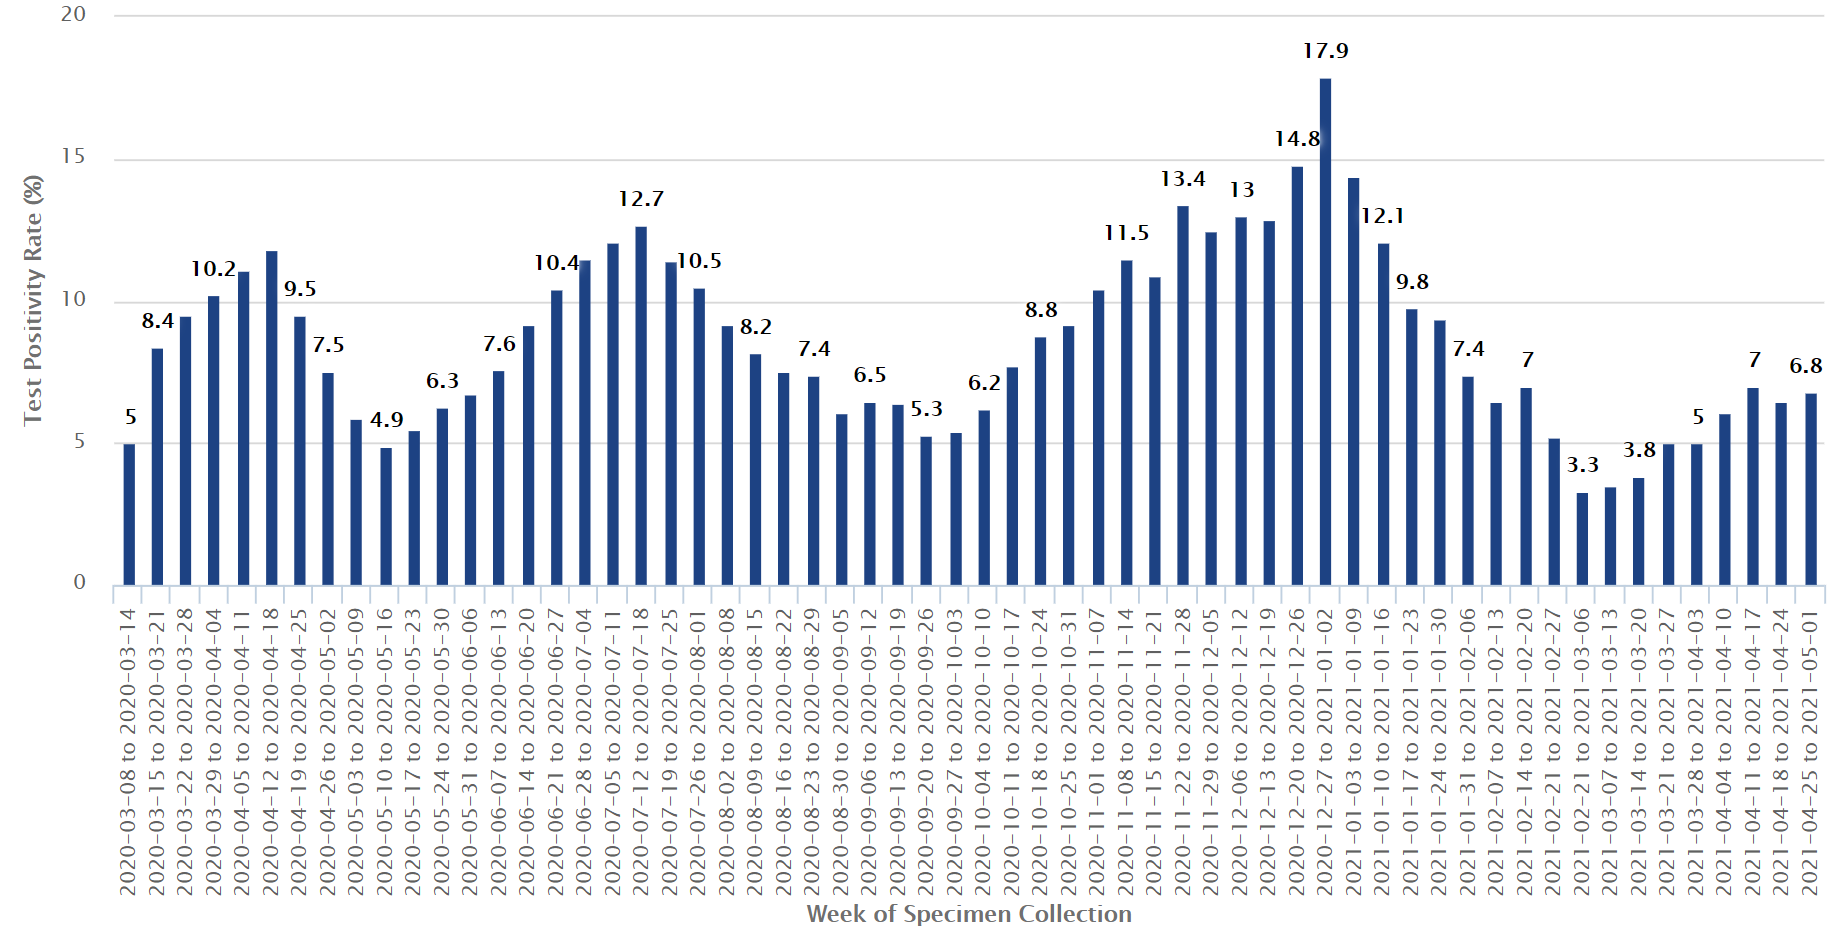 Test Positivity Rate (%)
20
15
10
5
0
5
8.4
10.2
9.5
7.5
4.9
6.3
7.6
10.4
12.7
10.5
8.2
7.4
6.5
5.3
6.2
8.8
11.5
13.4
13
14.8
17.9
12.1
9.8
7.4
7
3.3
3.8
5
7
6.8
2020-03-08 to 2020-03-14
2020-03-15 to 2020-03-21
2020-03-22 to 2020-03-28
2020-03-29 to 2020-04-04
2020-04-05 to 2020-04-11
2020-04-12 to 2020-04-18
2020-04-19 to 2020-04-25
2020-04-26 to 2020-05-02
2020-05-03 to 2020-05-09
2020-05-10 to 2020-05-16
2020-05-17 to 2020-05-23
2020-05-24 to 2020-05-30
2020-05-31 to 2020-06-06
2020-06-07 to 2020-06-13
2020-06-14 to 2020-06-20
2020-06-21 to 2020-06-27
2020-06-28 to 2020-07-04
2020-07-05 to 2020-07-11
2020-07-12 to 2020-07-18
2020-07-19 to 2020-07-25
2020-07-26 to 2020-08-01
2020-08-02 to 2020-08-08
2020-08-09 to 2020-08-15
2020-08-16 to 2020-08-22
2020-08-23 to 2020-08-29
2020-08-30 to 2020-09-05
2020-09-06 to 2020-09-12
2020-09-13 to 2020-09-19
2020-09-20 to 2020-09-26
2020-09-27 to 2020-10-03
2020-10-04 to 2020-10-10
2020-10-11 to 2020-10-17
2020-10-18 to 2020-10-24
2020-10-25 to 2020-10-31
2020-11-01 to 2020-11-07
2020-11-08 to 2020-11-14
2020-11-15 to 2020-11-21
2020-11-22 to 2020-11-28
2020-11-29 to 2020-12-05
2020-12-06 to 2020-12-12
2020-12-13 to 2020-12-19
2020-12-20 to 2020-12-26
2020-12-27 to 2021-01-02
2021-01-03 to 2021-01-09
2021-01-10 to 2021-01-16
2021-01-17 to 2021-01-23
2021-01-24 to 2021-01-30
2021-01-31 to 2021-02-06
2021-02-07 to 2021-02-13
2021-02-14 to 2021-02-20
2021-02-21 to 2021-02-27
2021-02-21 to 2021-03-06
2021-03-07 to 2021-03-13
2021-03-14 to 2021-03-20
2021-03-21 to 2021-03-27
2021-03-28 to 2021-04-03
2021-04-04 to 2021-04-10
2021-04-11 to 2021-04-17
2021-04-18 to 2021-04-24
2021-04-25 to 2021-05-01
Week of Specimen Collection